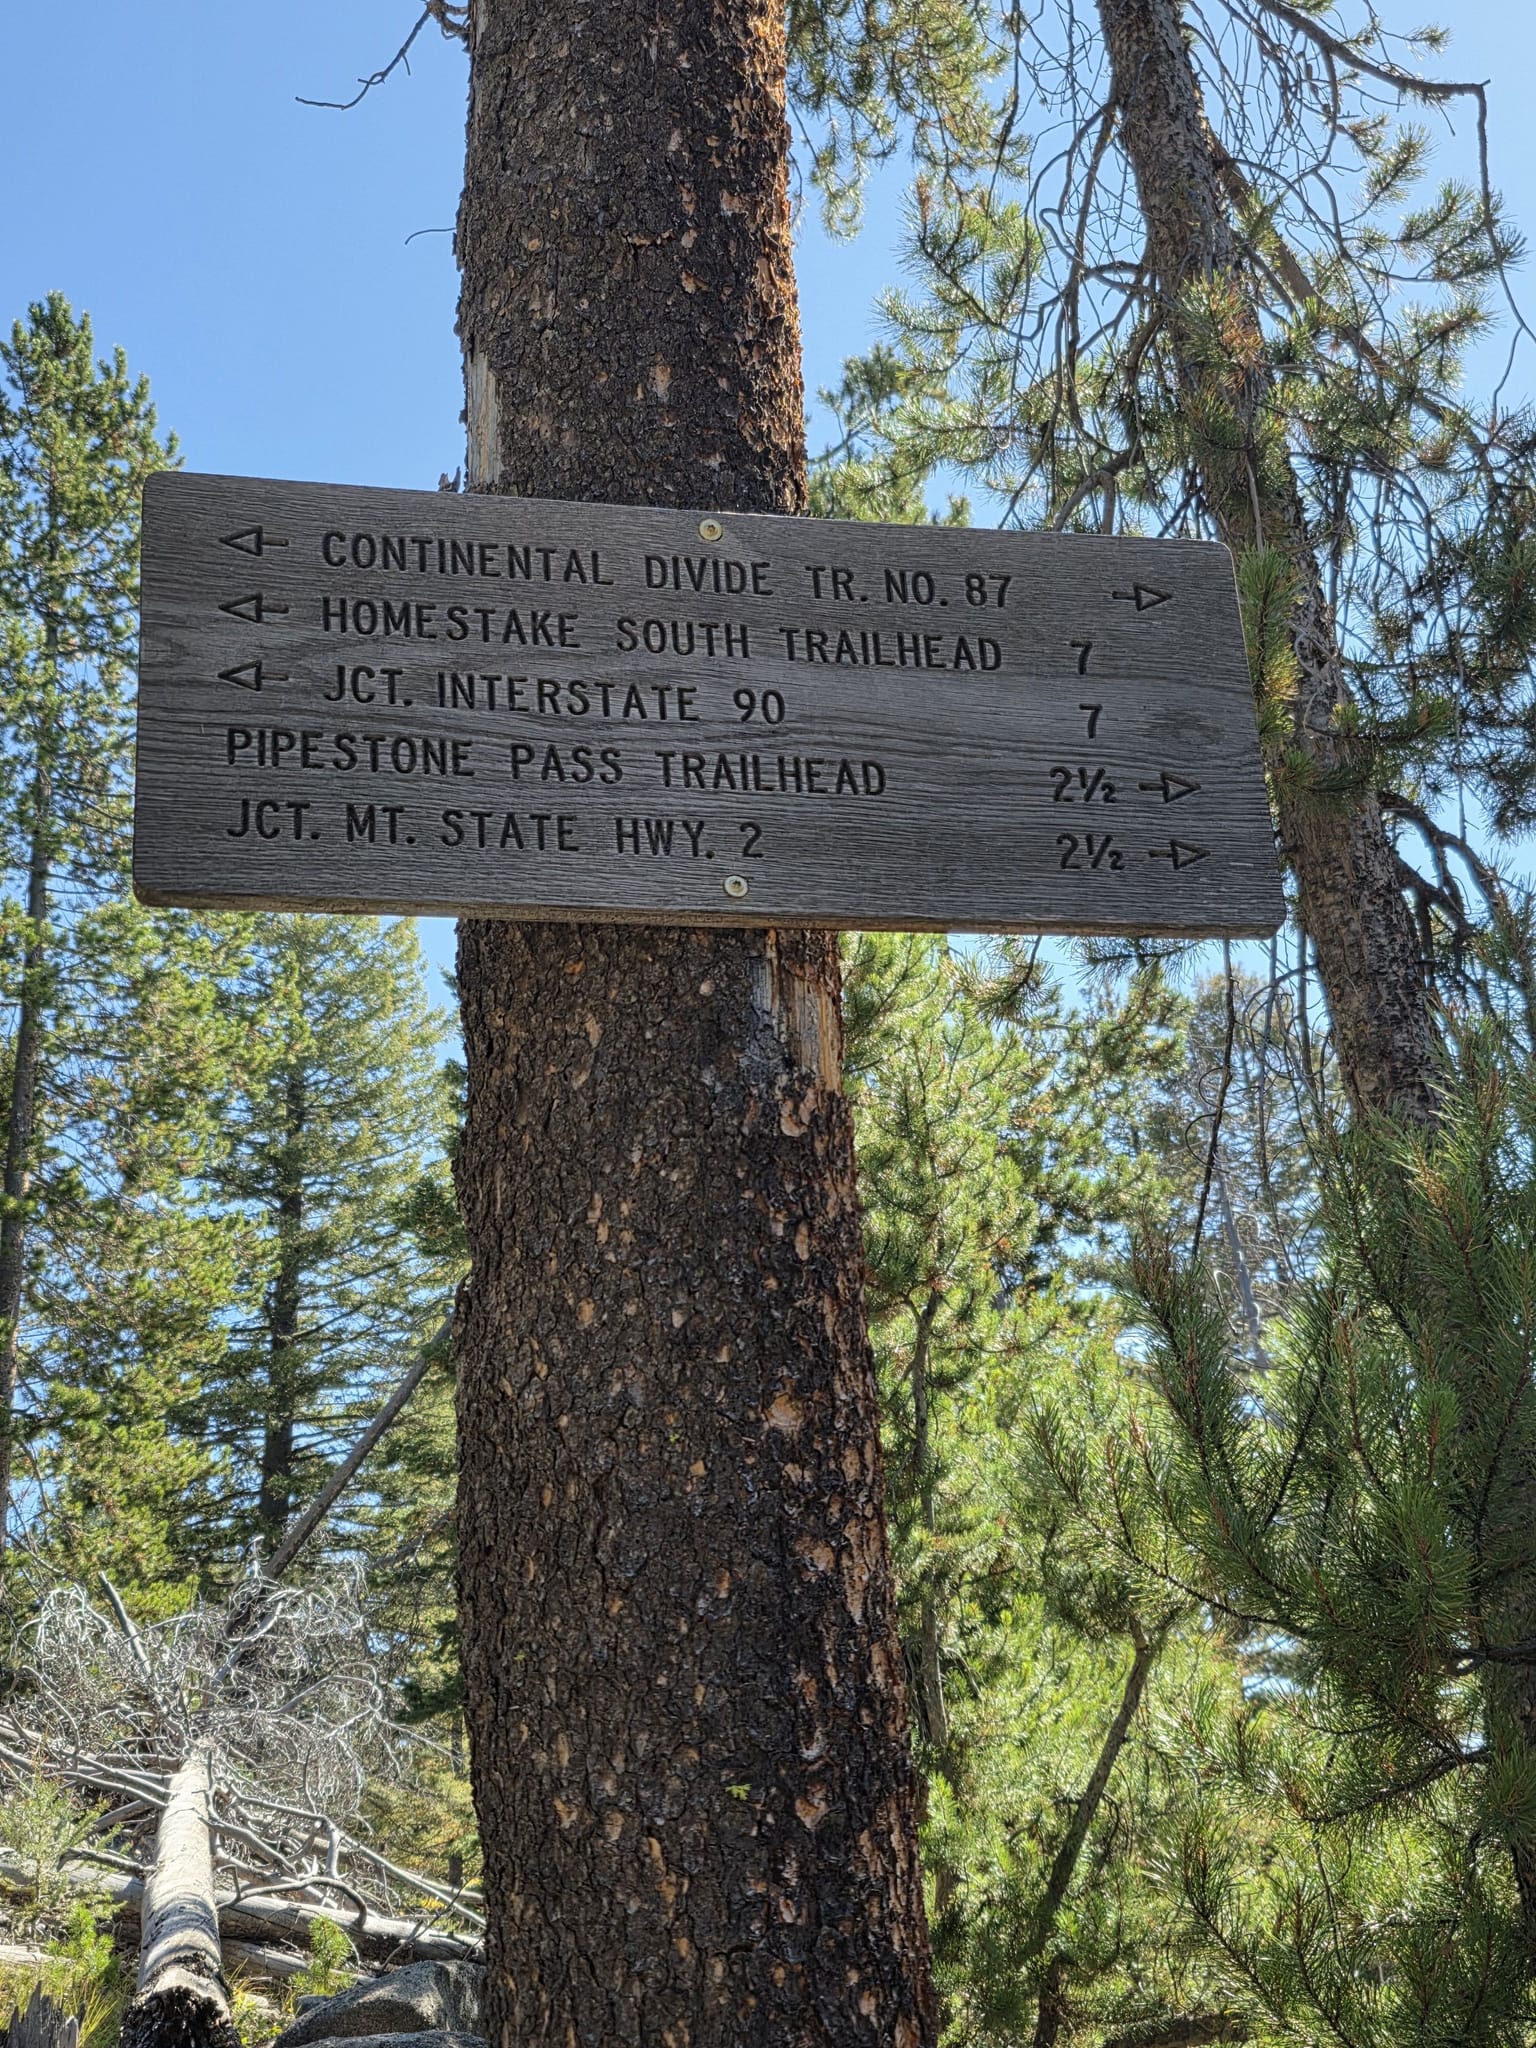 ← CONTINENTAL DIVIDE TR. NO. 87 →
← HOMESTAKE SOUTH TRAILHEAD 7
← JCT. INTERSTATE 90 7
PIPESTONE PASS TRAILHEAD 2½ →
JCT. MT. STATE HWY. 2 2½ →